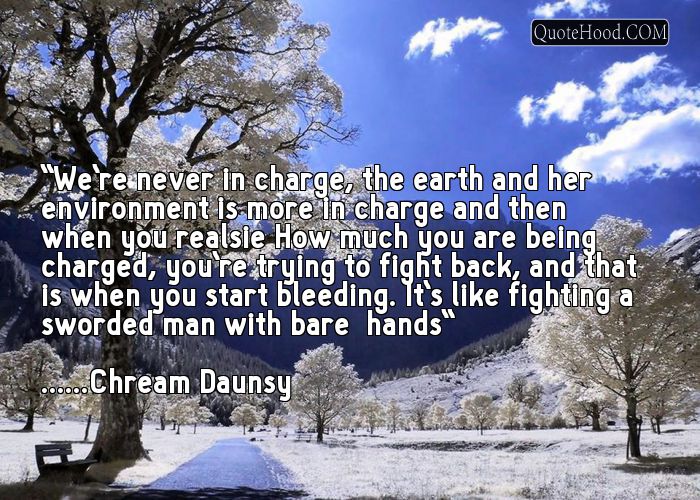 QuoteHood.COM
“We're never in charge, the earth and her
environment is more in charge and then
when you realsie How much you are being
charged, you're trying to fight back, and that
is when you start bleeding. It's like fighting a
sworded man with bare hands“
......Chream Daunsy